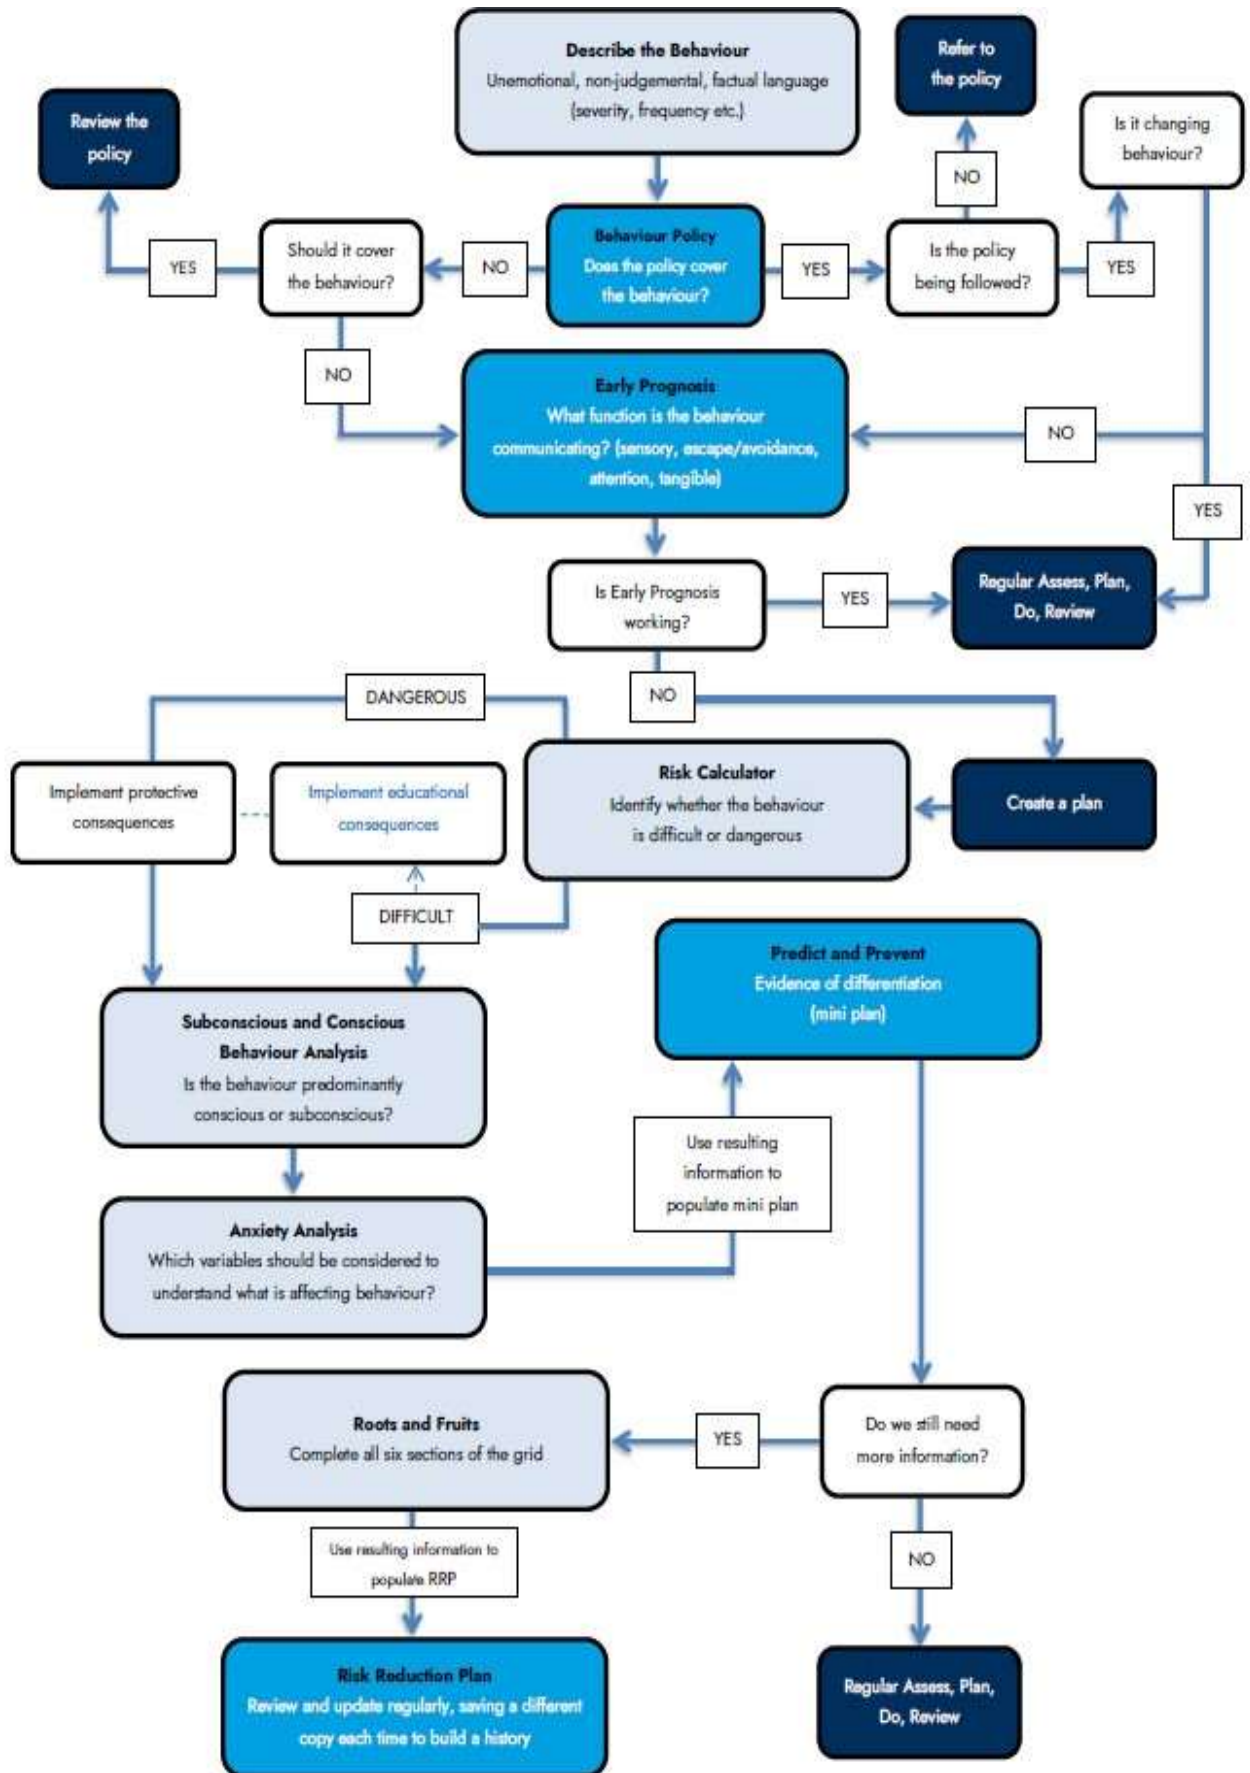 Describe the Behaviour
Unemotional, non-judgemental, factual language
(severity, frequency etc.)
Refer to
the policy
Review the
policy
Is it changing
behaviour?
NO
Should it cover
the behaviour?
YES
NO
Behaviour Policy
Does the policy cover
the behaviour?
YES
Is the policy
being followed?
YES
NO
Early Prognosis
What function is the behaviour
communicating? (sensory, escape/avoidance,
attention, tangible)
NO
YES
Is Early Prognosis
working?
YES
Regular Assess, Plan,
Do, Review
NO
DANGEROUS
Implement protective
consequences
Implement educational
consequences
Risk Calculator
Identify whether the behaviour
is difficult or dangerous
Create a plan
DIFFICULT
Predict and Prevent
Evidence of differentiation
(mini plan)
Subconscious and Conscious
Behaviour Analysis
Is the behaviour predominantly
conscious or subconscious?
Use resulting
information to
populate mini plan
Anxiety Analysis
Which variables should be considered to
understand what is affecting behaviour?
Roots and Fruits
Complete all six sections of the grid
YES
Do we still need
more information?
Use resulting information to
populate RRP
NO
Risk Reduction Plan
Review and update regularly, saving a different
copy each time to build a history
Regular Assess, Plan,
Do, Review